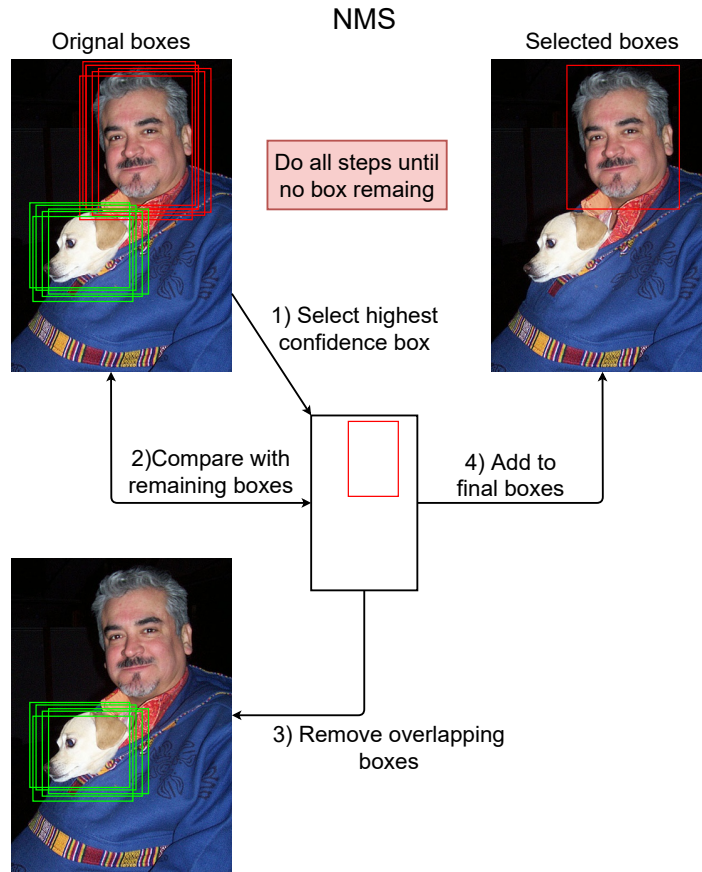 NMS
Orignal boxes
Selected boxes
Do all steps until
no box remaing
1) Select highest
confidence box
2)Compare with
remaining boxes
4) Add to
final boxes
3) Remove overlapping
boxes